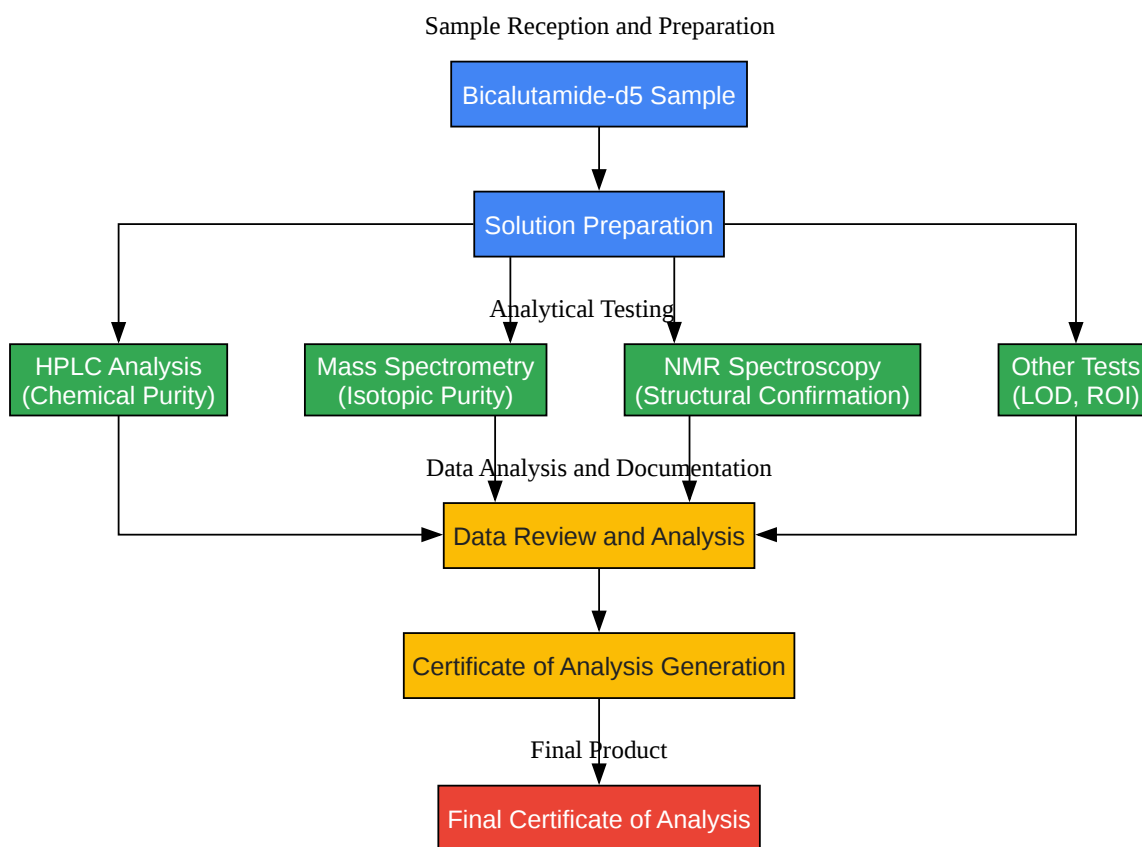 Sample Reception and Preparation
Bicalutamide-d5 Sample
Solution Preparation
Analytical Testing
HPLC Analysis
(Chemical Purity)
Mass Spectrometry
(Isotopic Purity)
NMR Spectroscopy
(Structural Confirmation)
Other Tests
(LOD, ROI)
Data Analysis and Documentation
Data Review and Analysis
Certificate of Analysis Generation
Final Product
Final Certificate of Analysis